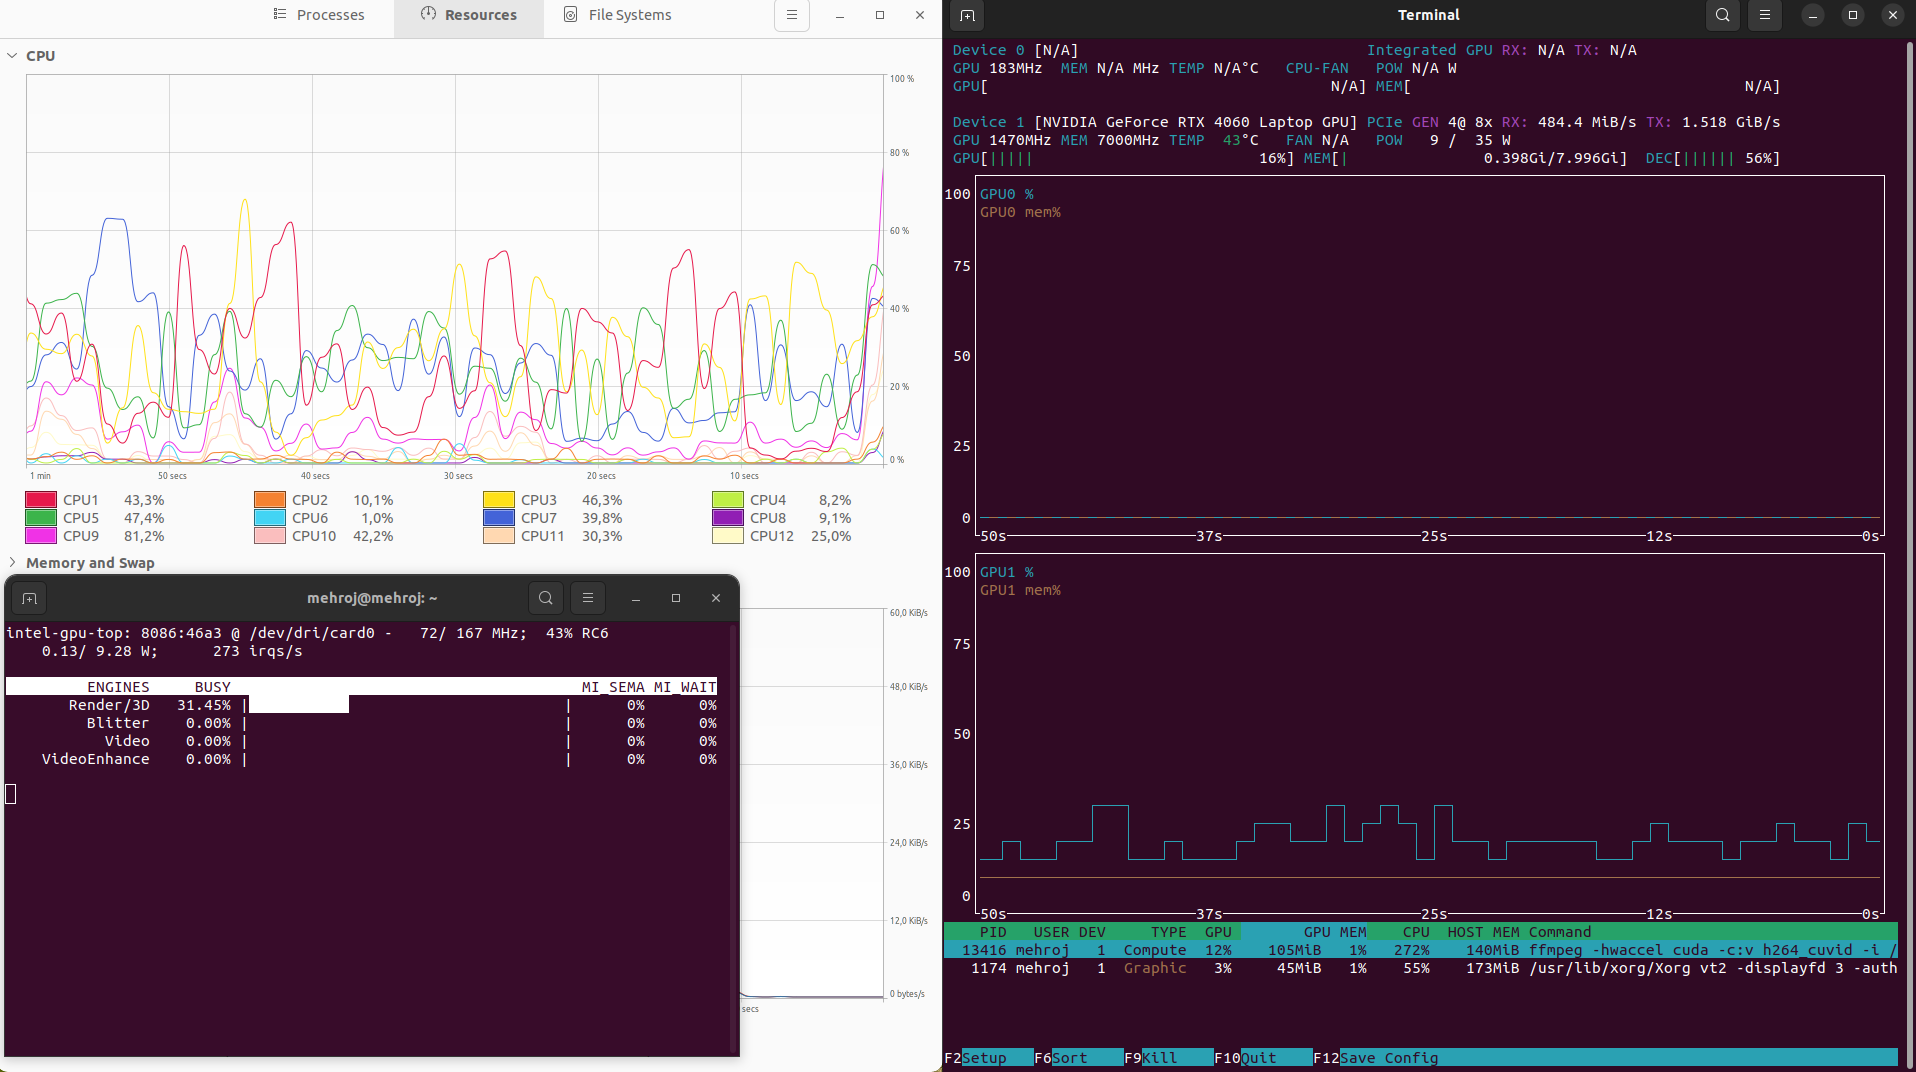 Processes
Resources
File Systems
CPU
100 %
80 %
60 %
40 %
20 %
0 %
1 min
50 secs
40 secs
30 secs
20 secs
10 secs
CPU1 43,3%
CPU2 10,1%
CPU3 46,3%
CPU4 8,2%
CPU5 47,4%
CPU6 1,0%
CPU7 39,8%
CPU8 9,1%
CPU9 81,2%
CPU10 42,2%
CPU11 30,3%
CPU12 25,0%
Memory and Swap
60,0 KiB/s
48,0 KiB/s
36,0 KiB/s
24,0 KiB/s
12,0 KiB/s
0 bytes/s
secs
mehroj@mehroj: ~
intel-gpu-top: 8086:46a3 @ /dev/dri/card0 - 72/ 167 MHz; 43% RC6
0.13/ 9.28 W; 273 irqs/s
ENGINES BUSY MI_SEMA MI_WAIT
Render/3D 31.45% | | 0% 0%
Blitter 0.00% | | 0% 0%
Video 0.00% | | 0% 0%
VideoEnhance 0.00% | | 0% 0%
Terminal
Device 0 [N/A] Integrated GPU RX: N/A TX: N/A
GPU 183MHz MEM N/A MHz TEMP N/A°C CPU-FAN POW N/A W
GPU[ N/A] MEM[ N/A]
Device 1 [NVIDIA GeForce RTX 4060 Laptop GPU] PCIe GEN 4@ 8x RX: 484.4 MiB/s TX: 1.518 GiB/s
GPU 1470MHz MEM 7000MHz TEMP 43°C FAN N/A POW 9 / 35 W
GPU[||||| 16%] MEM[| 0.398Gi/7.996Gi] DEC[|||||| 56%]
100
GPU0 %
GPU0 mem%
75
50
25
0
50s 37s 25s 12s 0s
100
GPU1 %
GPU1 mem%
75
50
25
0
50s 37s 25s 12s 0s
PID USER DEV TYPE GPU GPU MEM CPU HOST MEM Command
13416 mehroj 1 Compute 12% 105MiB 1% 272% 140MiB ffmpeg -hwaccel cuda -c:v h264_cuvid -i /
1174 mehroj 1 Graphic 3% 45MiB 1% 55% 173MiB /usr/lib/xorg/Xorg vt2 -displayfd 3 -auth
F2Setup F6Sort F9Kill F10Quit F12Save Config